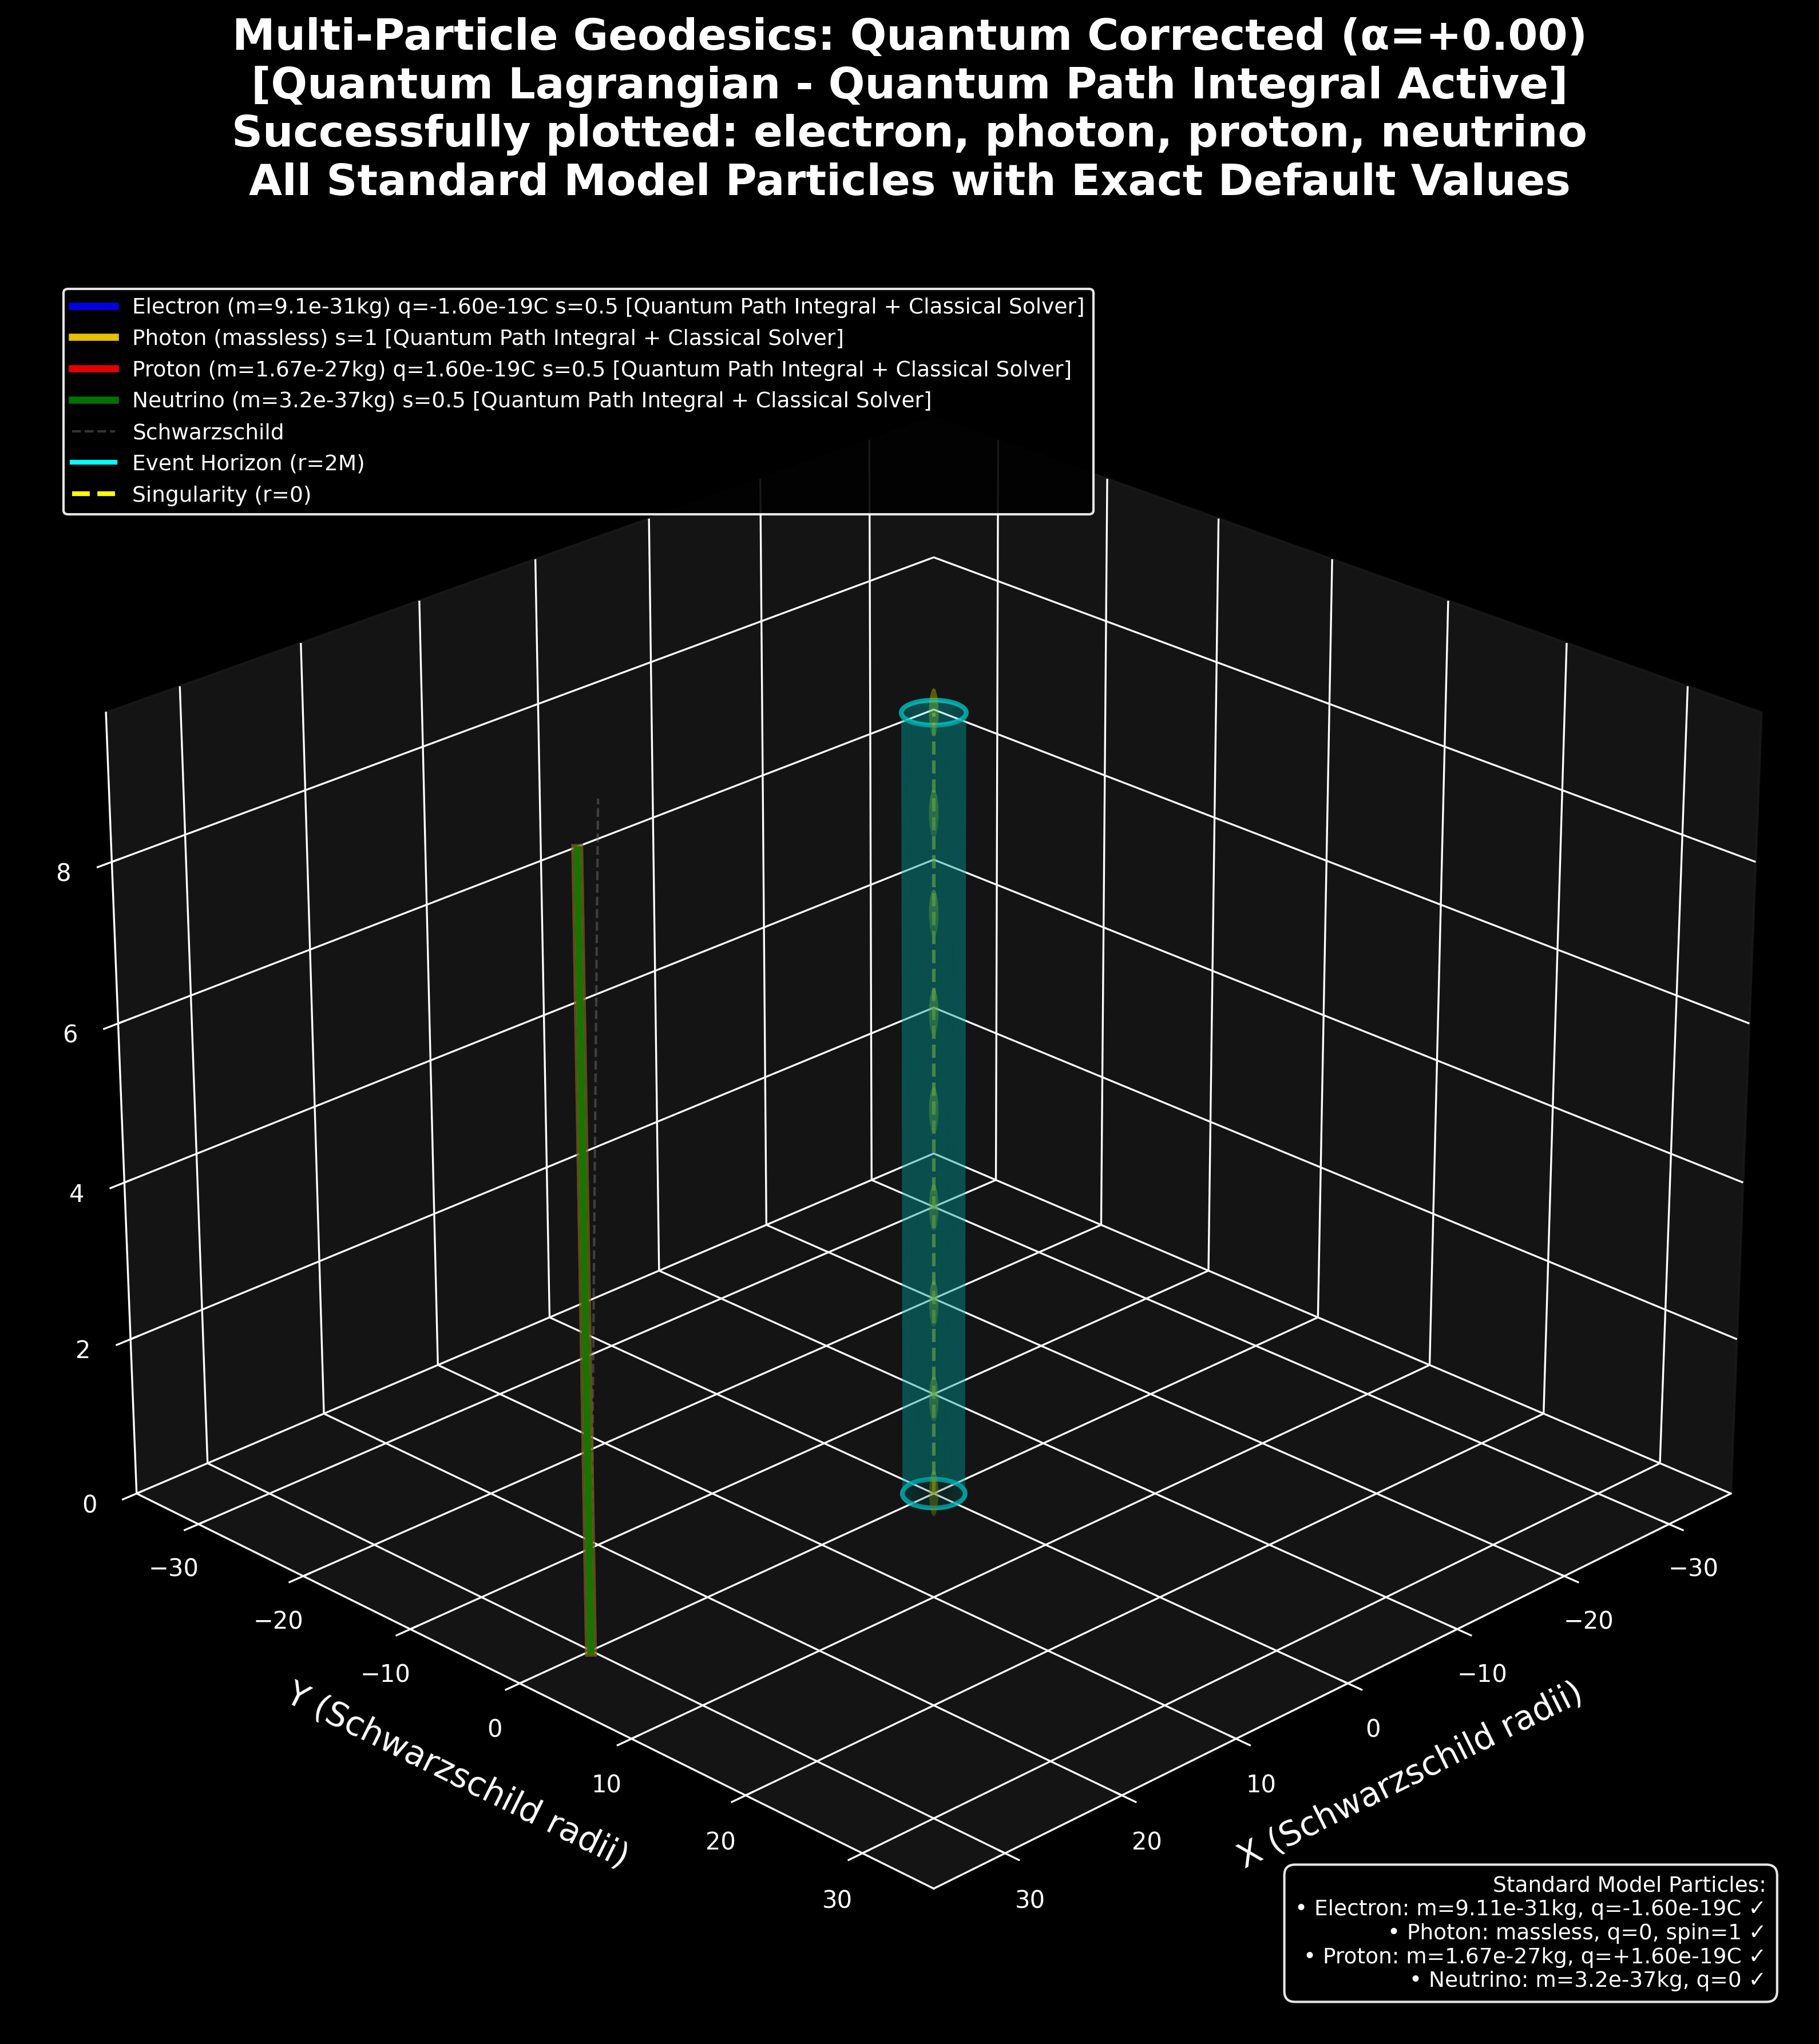 Multi-Particle Geodesics: Quantum Corrected (α=+0.00)
[Quantum Lagrangian - Quantum Path Integral Active]
Successfully plotted: electron, photon, proton, neutrino
All Standard Model Particles with Exact Default Values
Electron (m=9.1e-31kg) q=-1.60e-19C s=0.5 [Quantum Path Integral + Classical Solver]
Photon (massless) s=1 [Quantum Path Integral + Classical Solver]
Proton (m=1.67e-27kg) q=1.60e-19C s=0.5 [Quantum Path Integral + Classical Solver]
Neutrino (m=3.2e-37kg) s=0.5 [Quantum Path Integral + Classical Solver]
Schwarzschild
Event Horizon (r=2M)
Singularity (r=0)
8
6
4
2
0
−30
−20
−10
0
10
20
30
Y (Schwarzschild radii)
−30
−20
−10
0
10
20
30
X (Schwarzschild radii)
Standard Model Particles:
• Electron: m=9.11e-31kg, q=-1.60e-19C ✓
• Photon: massless, q=0, spin=1 ✓
• Proton: m=1.67e-27kg, q=+1.60e-19C ✓
• Neutrino: m=3.2e-37kg, q=0 ✓